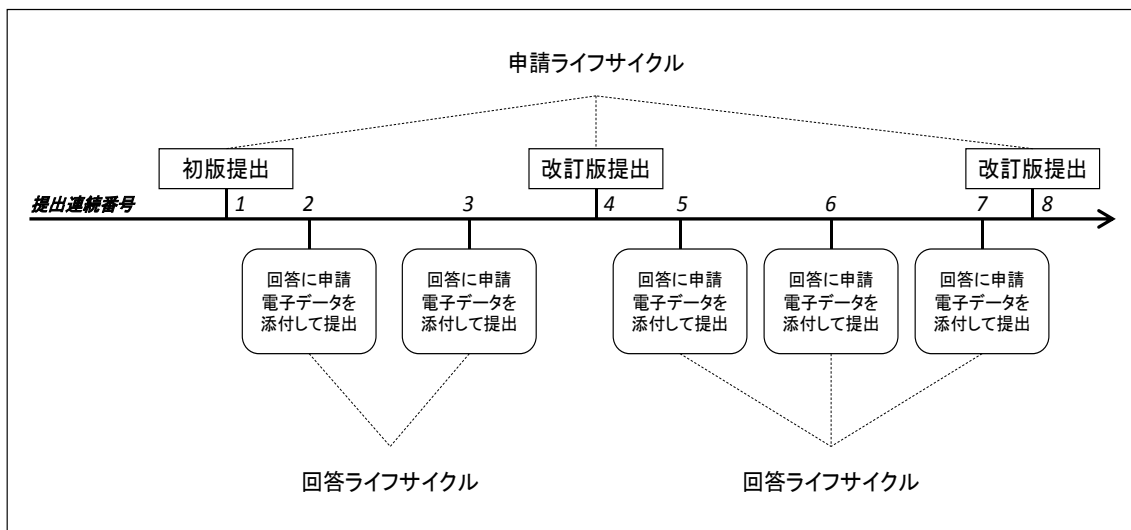 申請ライフサイクル
初版提出
改訂版提出
改訂版提出
提出連続番号
1
2
3
4
5
6
7
8
回答に申請
電子データを
添付して提出
回答に申請
電子データを
添付して提出
回答に申請
電子データを
添付して提出
回答に申請
電子データを
添付して提出
回答に申請
電子データを
添付して提出
回答ライフサイクル
回答ライフサイクル